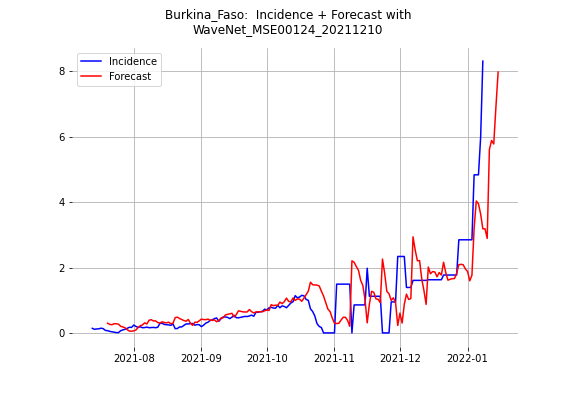 Burkina_Faso:  Incidence + Forecast with
WaveNet_MSE00124_20211210
Incidence
Forecast
8
6
4
2
0
2021-08
2021-09
2021-10
2021-11
2021-12
2022-01